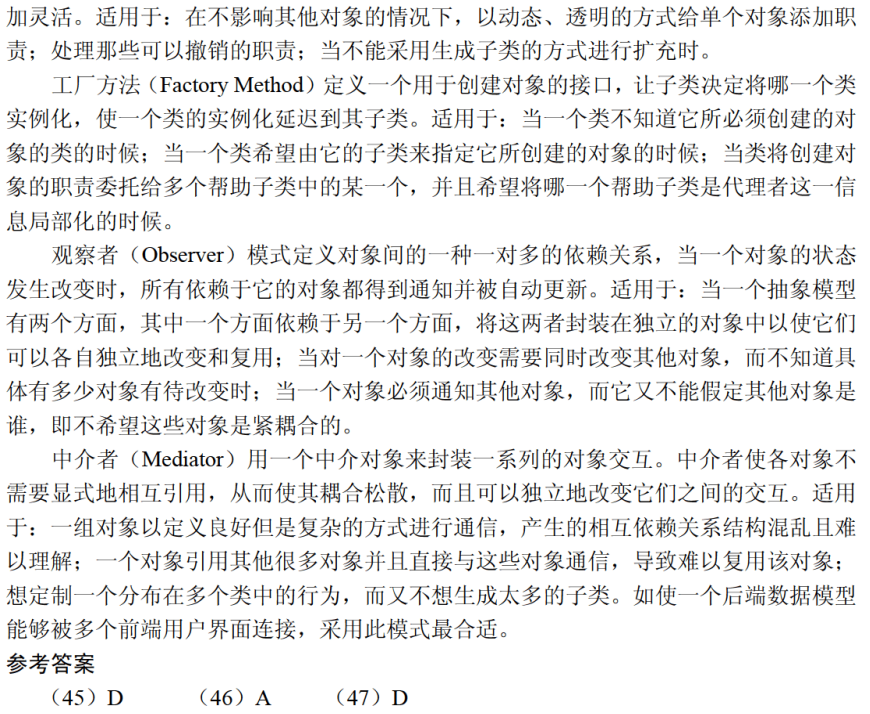 加灵活。适用于：在不影响其他对象的情况下，以动态、透明的方式给单个对象添加职
责；处理那些可以撤销的职责；当不能采用生成子类的方式进行扩充时。
工厂方法（Factory Method）定义一个用于创建对象的接口，让子类决定将哪一个类
实例化，使一个类的实例化延迟到其子类。适用于：当一个类不知道它所必须创建的对
象的类的时候；当一个类希望由它的子类来指定它所创建的对象的时候；当类将创建对
象的职责委托给多个帮助子类中的某一个，并且希望将哪一个帮助子类是代理者这一信
息局部化的时候。
观察者（Observer）模式定义对象间的一种一对多的依赖关系，当一个对象的状态
发生改变时，所有依赖于它的对象都得到通知并被自动更新。适用于：当一个抽象模型
有两个方面，其中一个方面依赖于另一个方面，将这两者封装在独立的对象中以使它们
可以各自独立地改变和复用；当对一个对象的改变需要同时改变其他对象，而不知道具
体有多少对象有待改变时；当一个对象必须通知其他对象，而它又不能假定其他对象是
谁，即不希望这些对象是紧耦合的。
中介者（Mediator）用一个中介对象来封装一系列的对象交互。中介者使各对象不
需要显式地相互引用，从而使其耦合松散，而且可以独立地改变它们之间的交互。适用
于：一组对象以定义良好但是复杂的方式进行通信，产生的相互依赖关系结构混乱且难
以理解；一个对象引用其他很多对象并且直接与这些对象通信，导致难以复用该对象；
想定制一个分布在多个类中的行为，而又不想生成太多的子类。如使一个后端数据模型
能够被多个前端用户界面连接，采用此模式最合适。
参考答案
（45）D （46）A （47）D